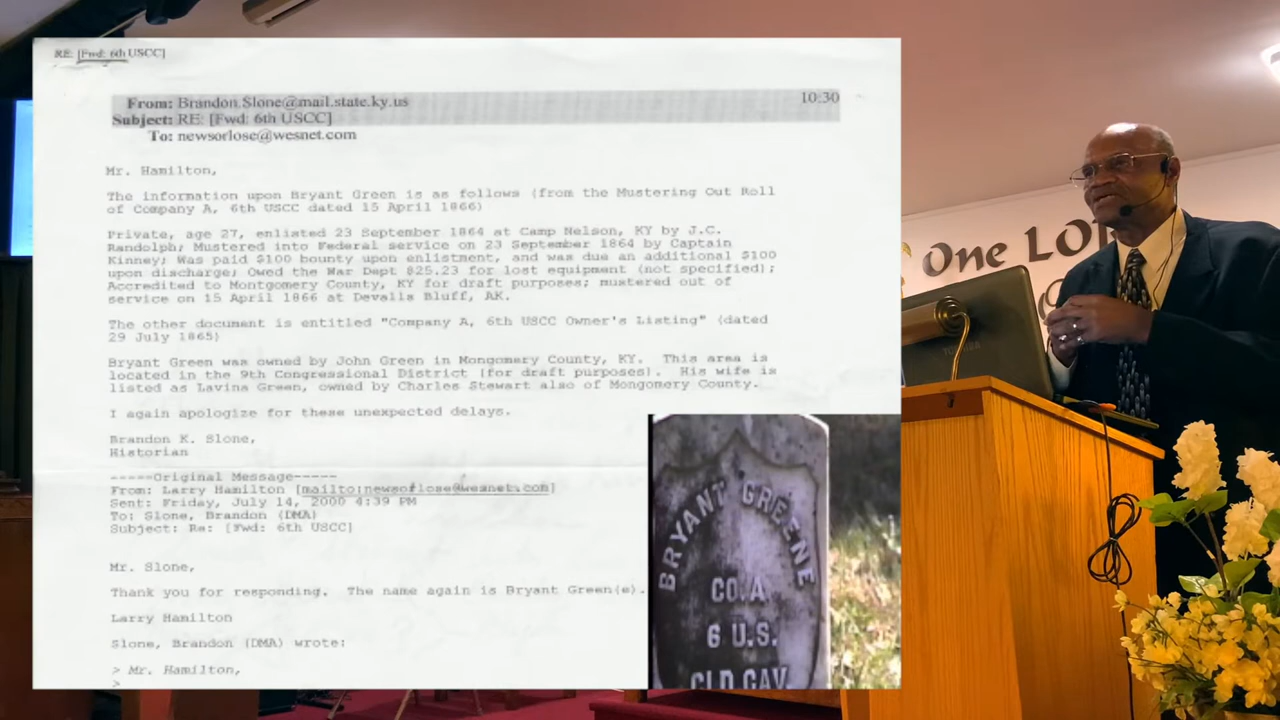 RE: [Fwd: 6th USCC]
From: Brandon.Slone@mail.state.ky.us 10:30
Subject: RE: [Fwd: 6th USCC]
To: newsorlose@wesnet.com
Mr. Hamilton,
The information upon Bryant Green is as follows (from the Mustering Out Roll
of Company A, 6th USCC dated 15 April 1866)
Private, age 27, enlisted 23 September 1864 at Camp Nelson, KY by J.C.
Randolph; Mustered into Federal service on 23 September 1864 by Captain
Kinney; Was paid $100 bounty upon enlistment, and was due an additional $100
upon discharge; Owed the War Dept $25.23 for lost equipment (not specified);
Accredited to Montgomery County, KY for draft purposes; mustered out of
service on 15 April 1866 at Devalls Bluff, AK.
The other document is entitled "Company A, 6th USCC Owner's Listing" (dated
29 July 1865)
Bryant Green was owned by John Green in Mongomery County, KY. This area is
located in the 9th Congressional District (for draft purposes). His wife is
listed as Lavina Green, owned by Charles Stewart also of Mongomery County.
I again apologize for these unexpected delays.
Brandon K. Slone,
Historian
-----Original Message-----
From: Larry Hamilton [mailto:newsorlose@wesnet.com]
Sent: Friday, July 14, 2000 4:39 PM
To: Slone, Brandon (DMA)
Subject: Re: [Fwd: 6th USCC]
Mr. Slone,
Thank you for responding. The name again is Bryant Green(e).
Larry Hamilton
Slone, Brandon (DMA) wrote:
> Mr. Hamilton,
>
BRYANT GREENE
CO. A.
6 U.S.
CLD CAV.
One LO
TOSHIBA